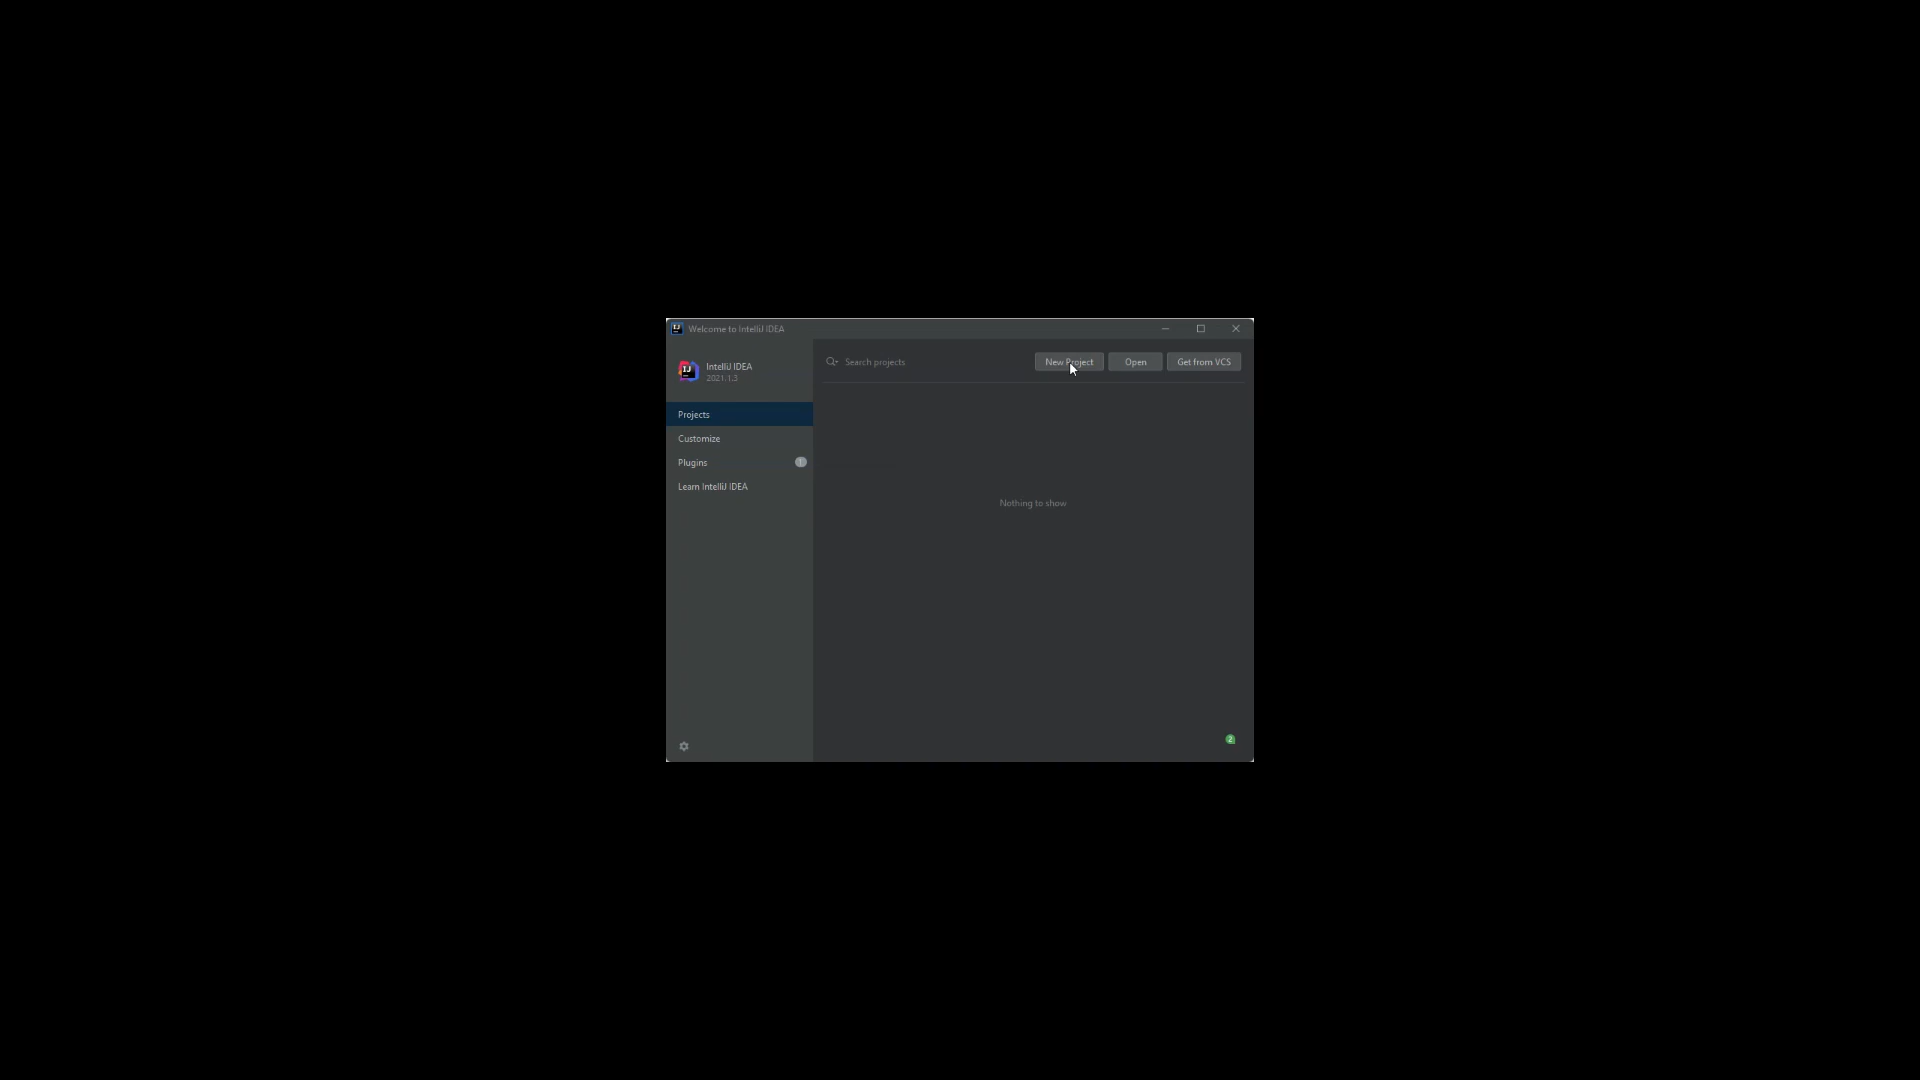 Welcome to IntelliJ IDEA
IntelliJ IDEA
2021.1.3
Search projects
New Project
Open
Get from VCS
Projects
Customize
Plugins
Learn IntelliJ IDEA
Nothing to show
2